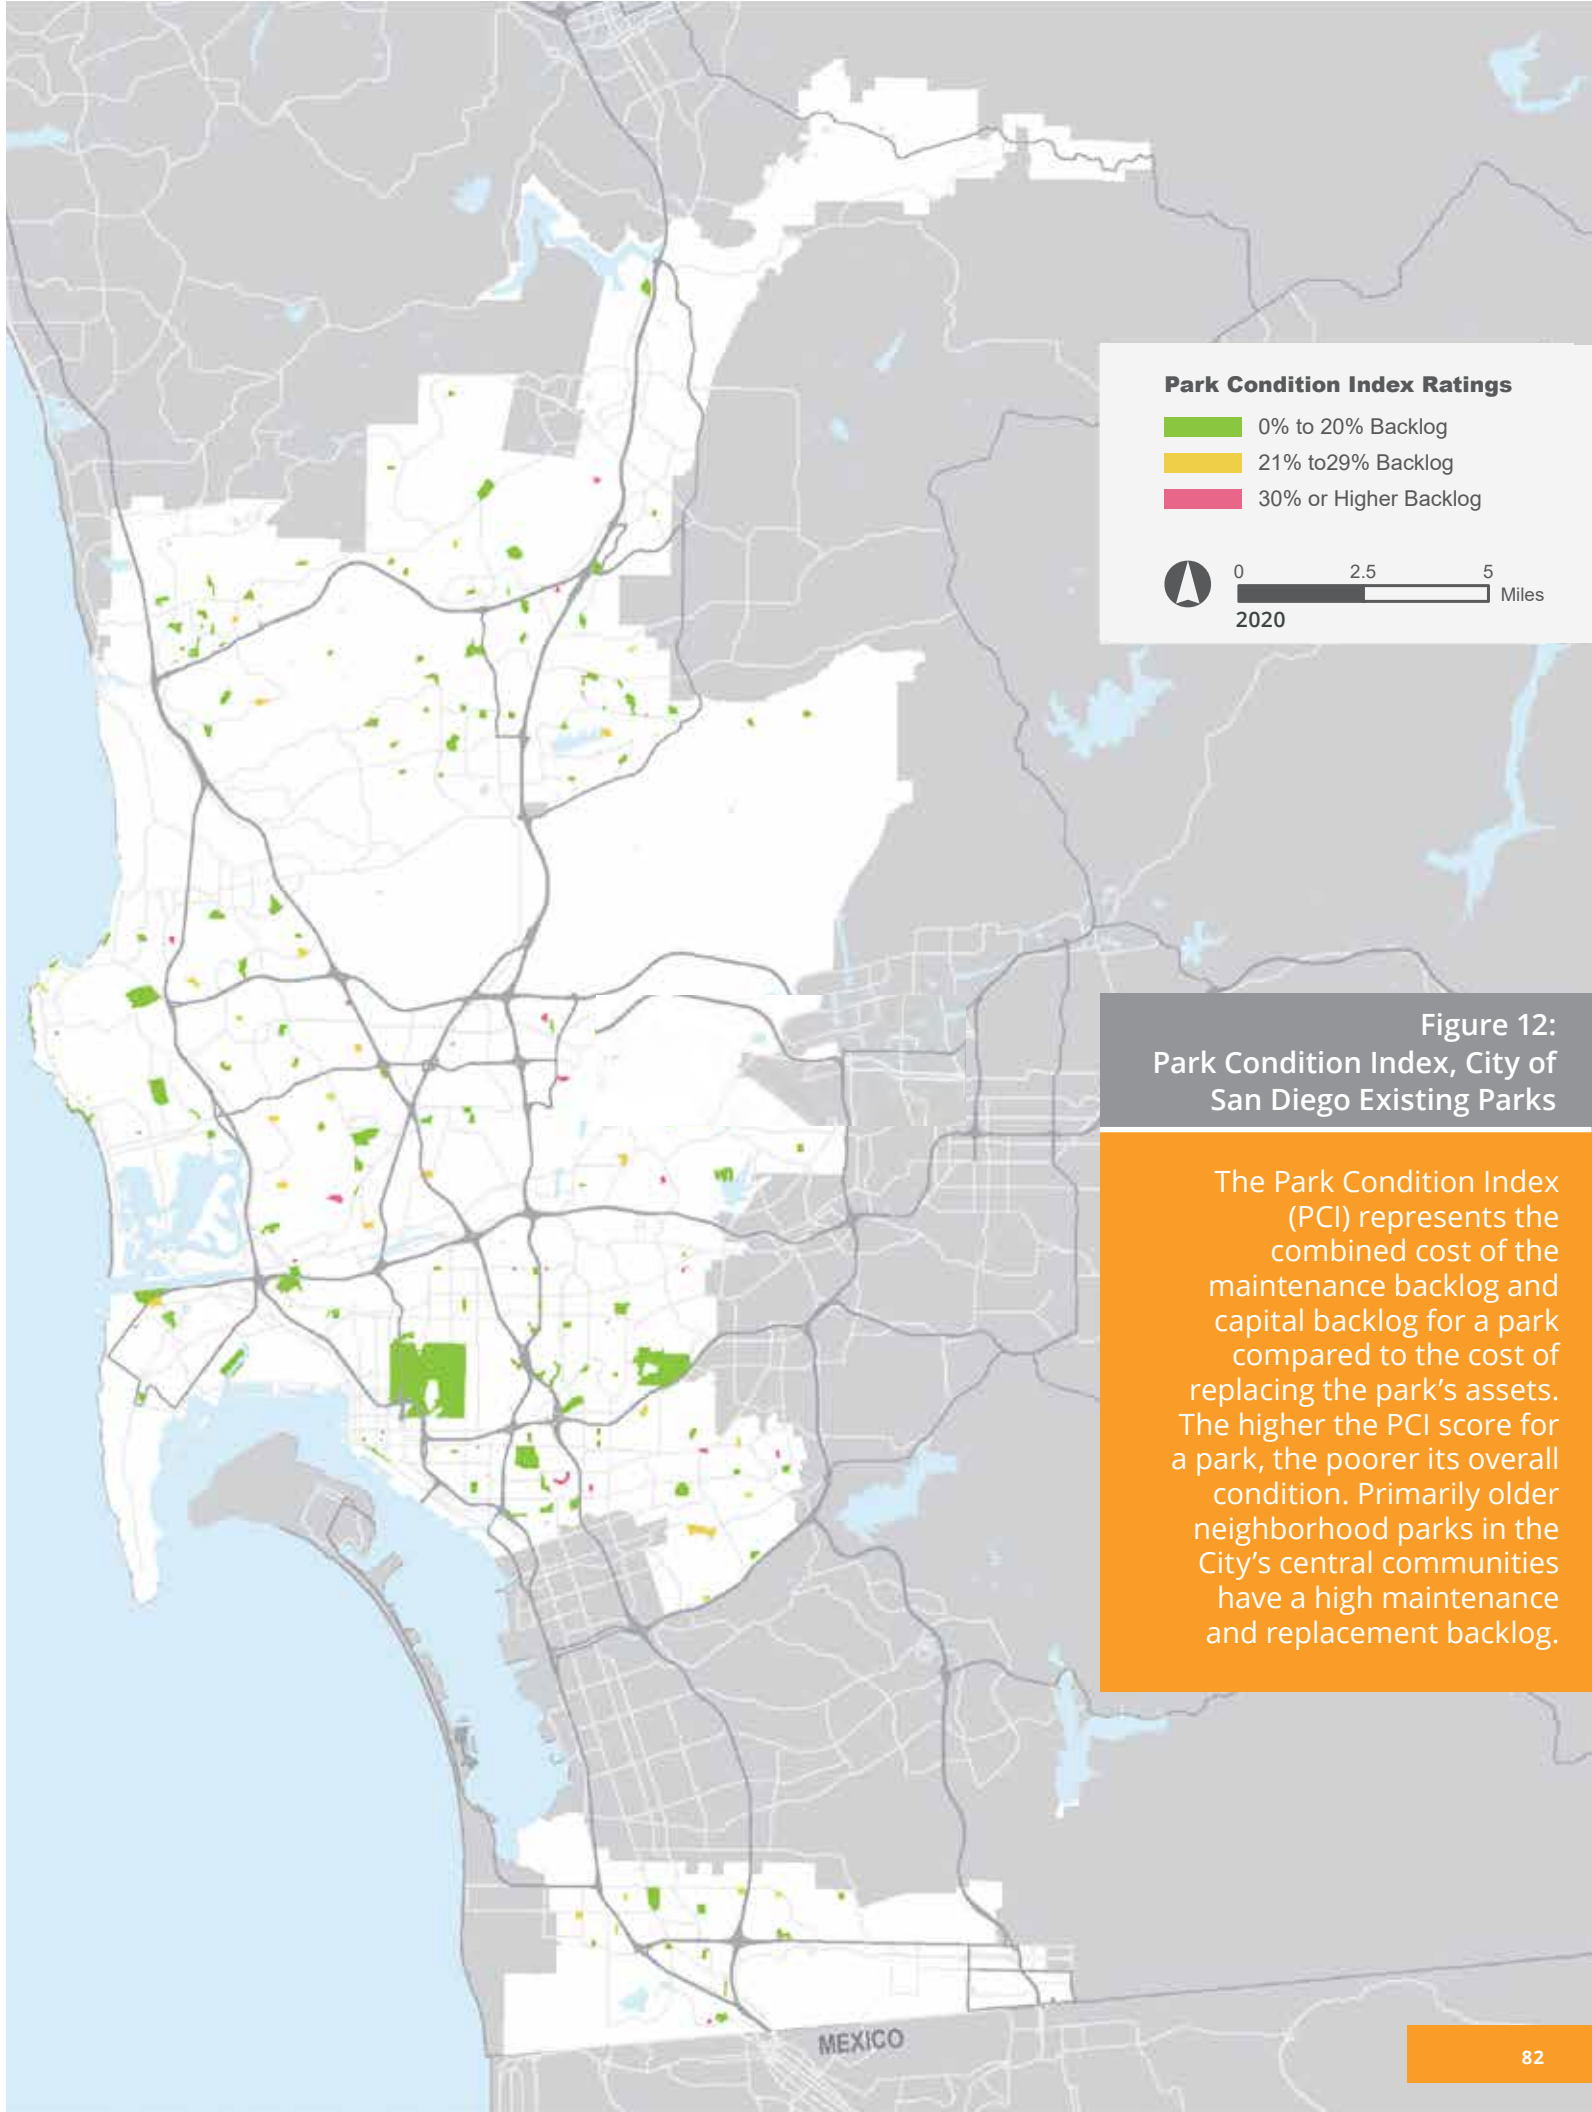 Park Condition Index Ratings
0% to 20% Backlog
21% to29% Backlog
30% or Higher Backlog
0 2.5 5
Miles
2020
Figure 12:
Park Condition Index, City of
San Diego Existing Parks
The Park Condition Index
(PCI) represents the
combined cost of the
maintenance backlog and
capital backlog for a park
compared to the cost of
replacing the park’s assets.
The higher the PCI score for
a park, the poorer its overall
condition. Primarily older
neighborhood parks in the
City’s central communities
have a high maintenance
and replacement backlog.
MEXICO
82